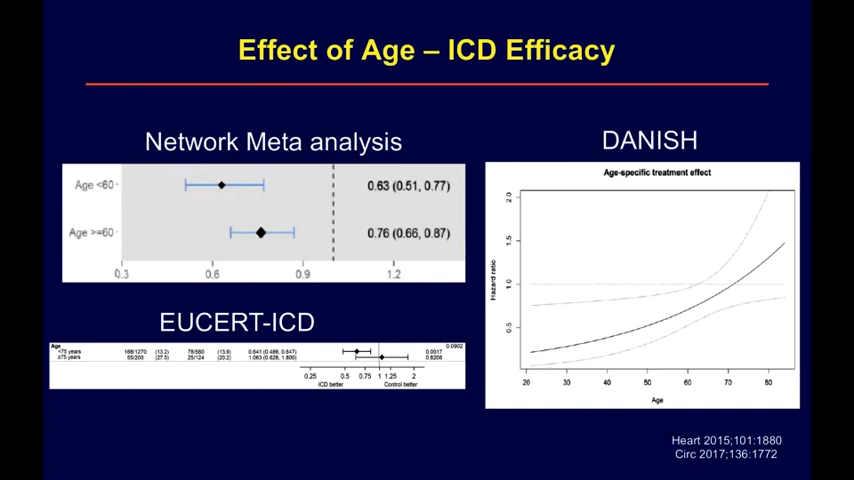 Effect of Age – ICD Efficacy
Network Meta analysis
Age <60
0.63 (0.51, 0.77)
Age >=60
0.76 (0.66, 0.87)
0.3 0.6 0.9 1.2
EUCERT-ICD
Age 0.0902
<75 years 168/1270 (13.2) 78/560 (13.9) 0.641 (0.486, 0.847) 0.0017
≥75 years 55/200 (27.5) 25/124 (20.2) 1.063 (0.628, 1.800) 0.8206
0.25 0.5 0.75 1 1.25 2
ICD better Control better
DANISH
Age-specific treatment effect
Hazard ratio
2.0
1.5
1.0
0.5
20 30 40 50 60 70 80
Age
Heart 2015;101:1880
Circ 2017;136:1772